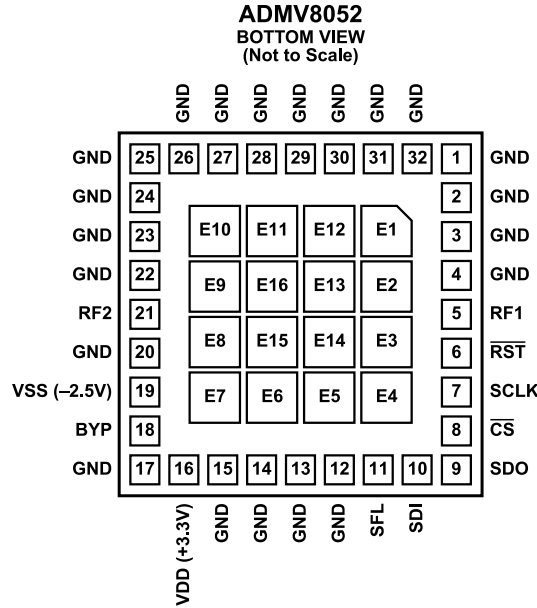 ADMV8052
BOTTOM VIEW
(Not to Scale)
GND GND GND GND GND SFL GND
GND 25 26 27 28 29 30 31 32 1 GND
GND 24 2 GND
GND 23 E10 E11 E12 E1 3 GND
GND 22 E9 E16 E13 E2 4 GND
RF2 21 5 RF1
GND 20 E8 E15 E14 E3 6 R̅S̅T̅
VSS (–2.5V) 19 E7 E6 E5 E4 7 SCLK
BYP 18 8 C̅S̅
GND 17 16 15 14 13 12 11 10 9 SDO
VDD (+3.3V) GND GND GND GND SFL SDI